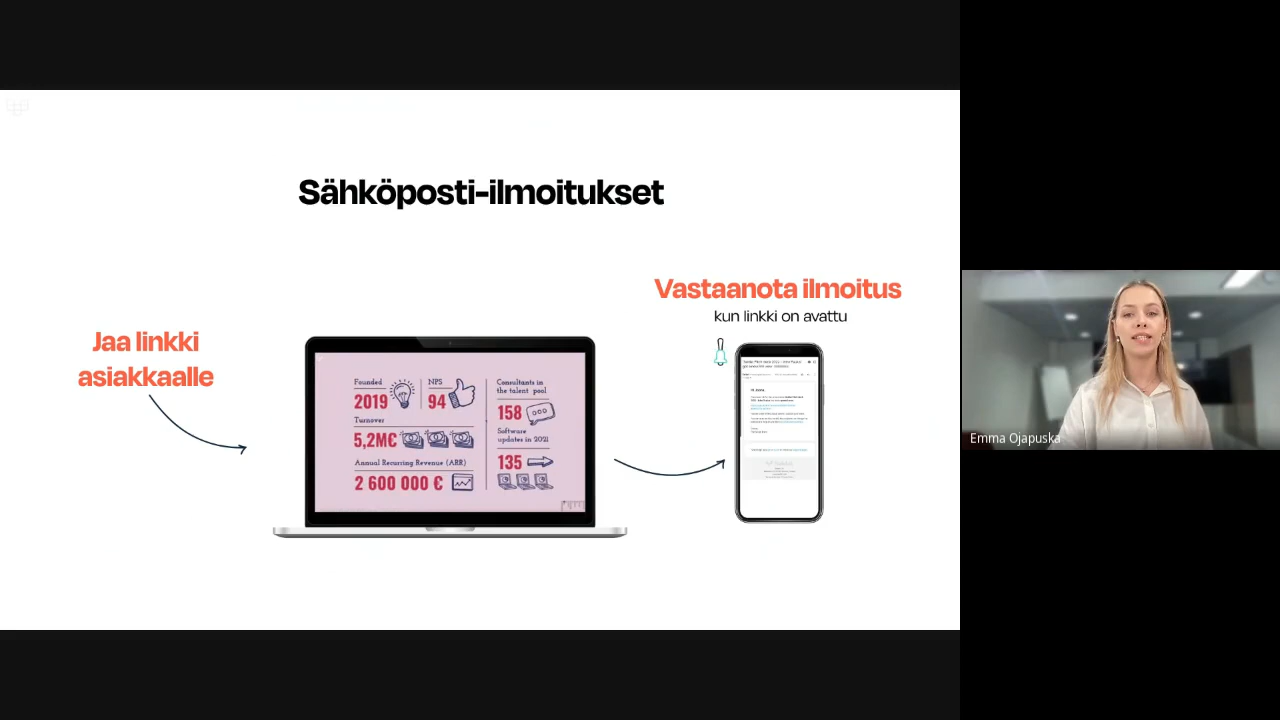 Sähköposti-ilmoitukset
Jaa linkki
asiakkaalle
Vastaanota ilmoitus
kun linkki on avattu
Founded
2019
NPS
94
Turnover
5,2M€
Annual Recurring Revenue (ARR)
2 600 000 €
Consultants in
the talent pool
158
Software
updates in 2021
135
Emma Ojapuska